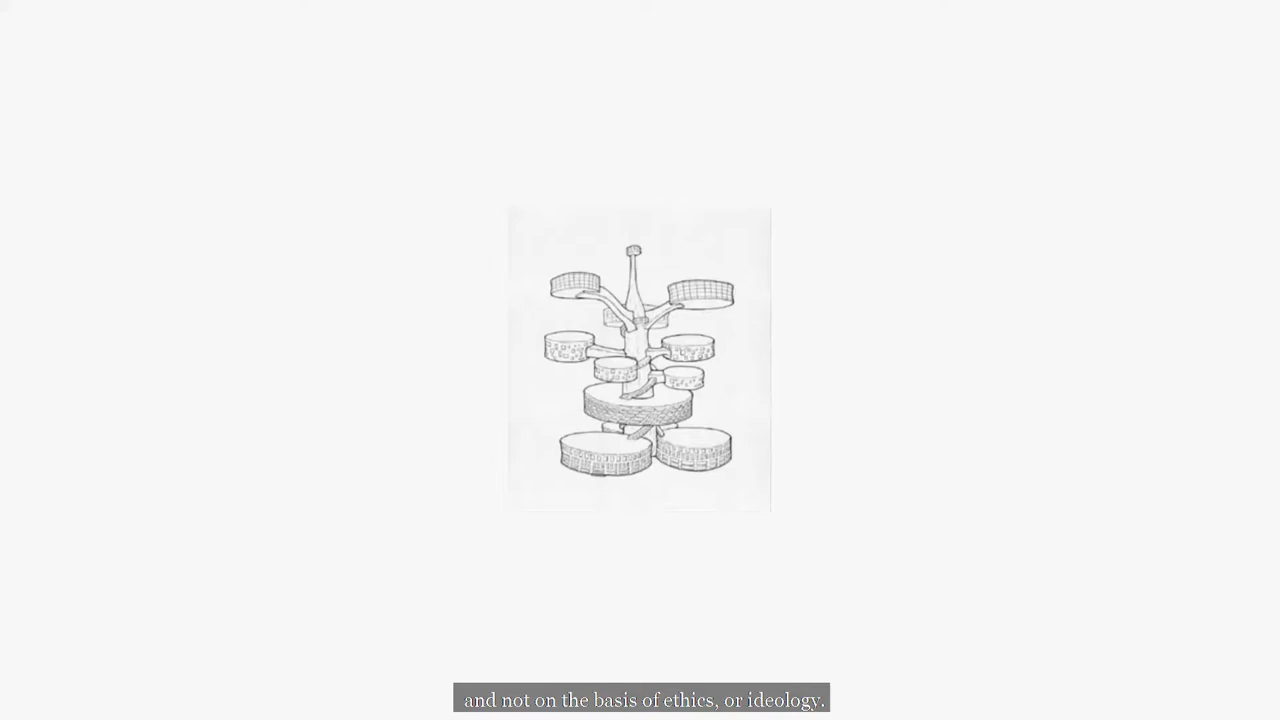 and not on the basis of ethics, or ideology.